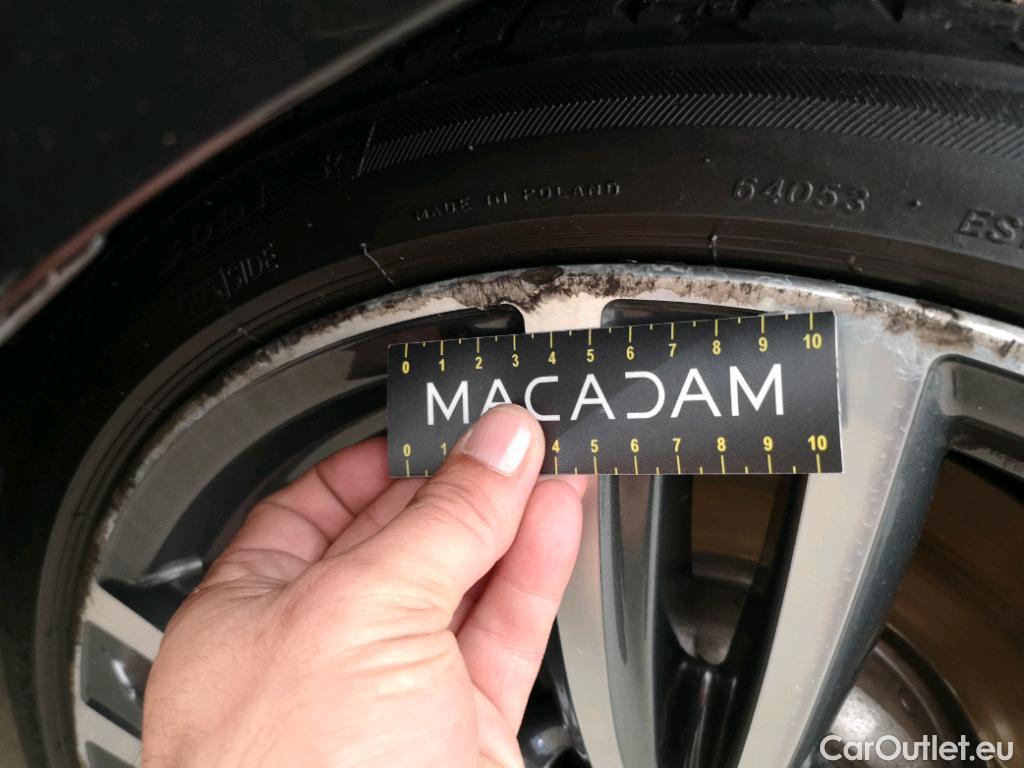 MADE IN POLAND
64053
SIDE
0 1 2 3 4 5 6 7 8 9 10
MACADAM
0 1 4 5 6 7 8 9 10
CarOutlet.eu